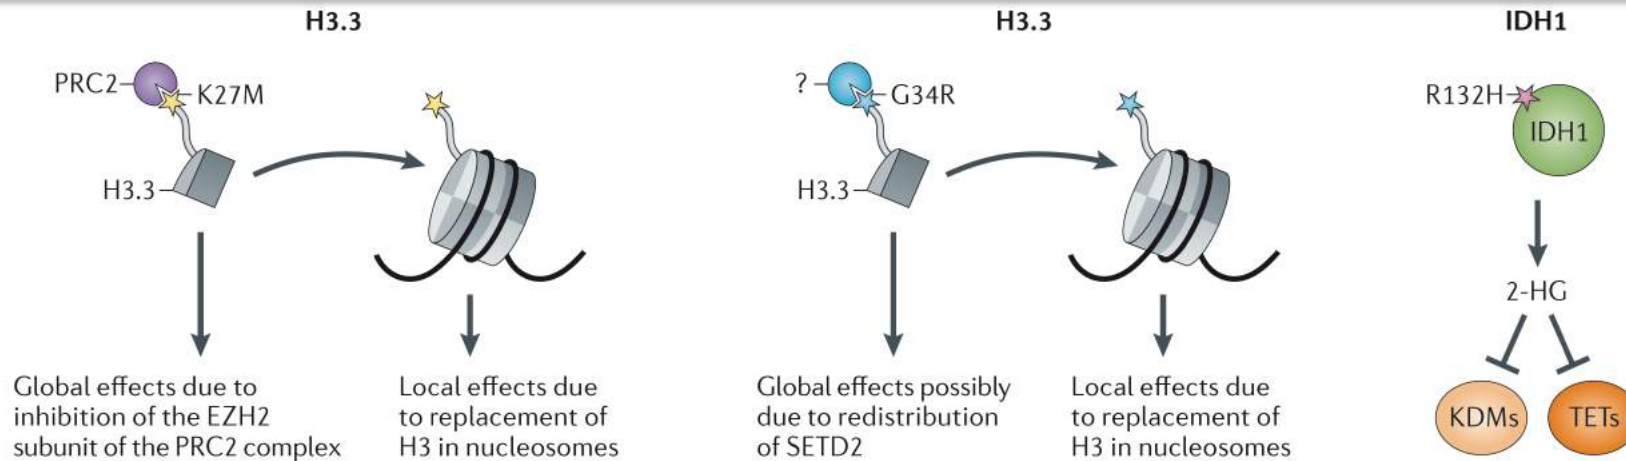 H3.3
PRC2
K27M
H3.3
Global effects due to
inhibition of the EZH2
subunit of the PRC2 complex
Local effects due
to replacement of
H3 in nucleosomes
H3.3
?
G34R
H3.3
Global effects possibly
due to redistribution
of SETD2
Local effects due
to replacement of
H3 in nucleosomes
IDH1
R132H
IDH1
2-HG
KDMs
TETs